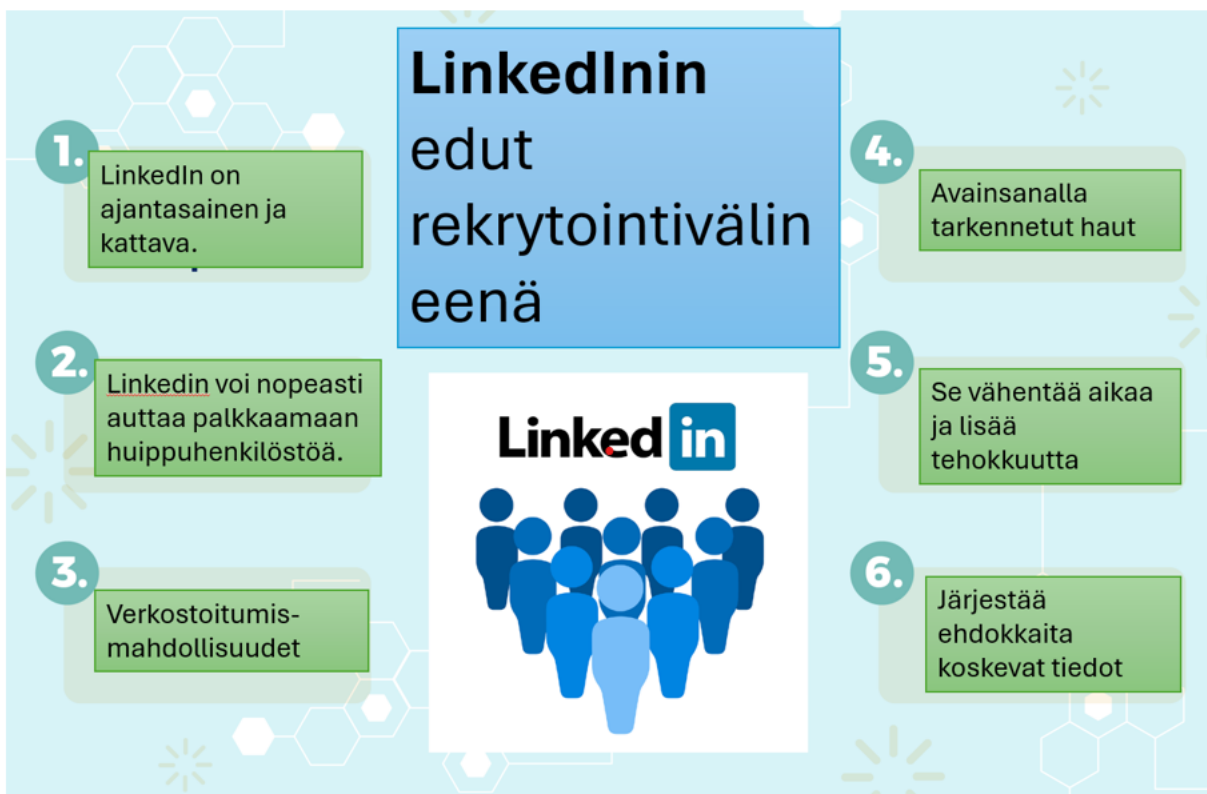 LinkedInin
edut
rekrytointivälin
eenä
1.
LinkedIn on
ajantasainen ja
kattava.
2.
Linkedin voi nopeasti
auttaa palkkaamaan
huippuhenkilöstöä.
3.
Verkostoitumis-
mahdollisuudet
4.
Avainsanalla
tarkennetut haut
5.
Se vähentää aikaa
ja lisää
tehokkuutta
6.
Järjestää
ehdokkaita
koskevat tiedot
Linked in